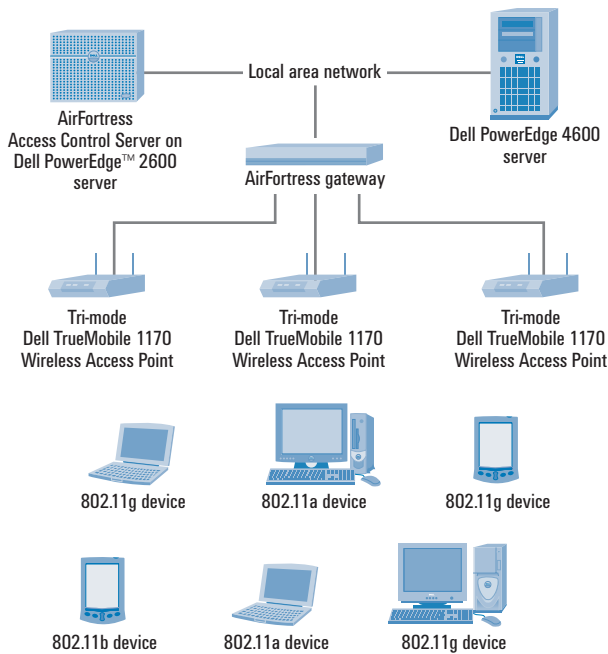 Local area network
AirFortress
Access Control Server on
Dell PowerEdge™ 2600
server
Dell PowerEdge 4600
server
AirFortress gateway
Tri-mode
Dell TrueMobile 1170
Wireless Access Point
Tri-mode
Dell TrueMobile 1170
Wireless Access Point
Tri-mode
Dell TrueMobile 1170
Wireless Access Point
802.11g device
802.11a device
802.11g device
802.11b device
802.11a device
802.11g device